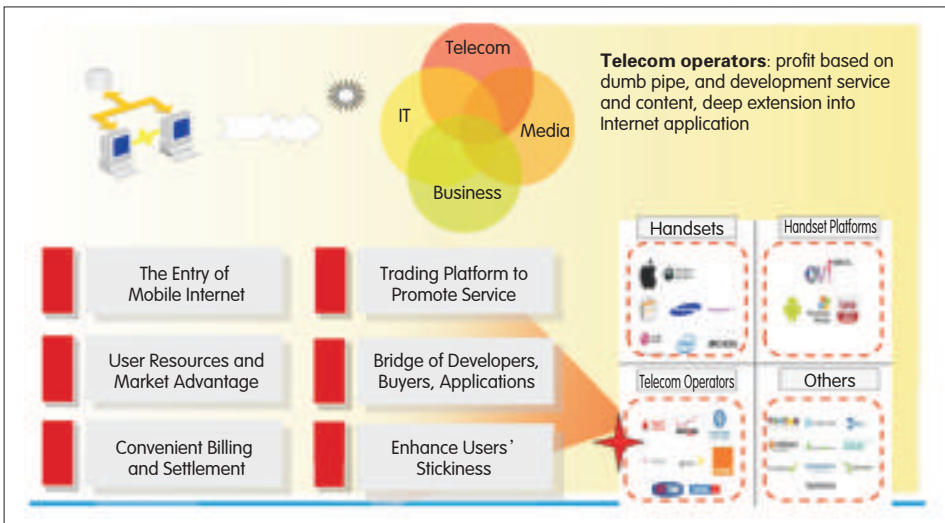 Telecom
IT
Media
Business
Telecom operators: profit based on
dumb pipe, and development service
and content, deep extension into
Internet application
The Entry of
Mobile Internet
Trading Platform to
Promote Service
User Resources and
Market Advantage
Bridge of Developers,
Buyers, Applications
Convenient Billing
and Settlement
Enhance Users' Stickiness
Handsets
Handset Platforms
Telecom Operators
Others